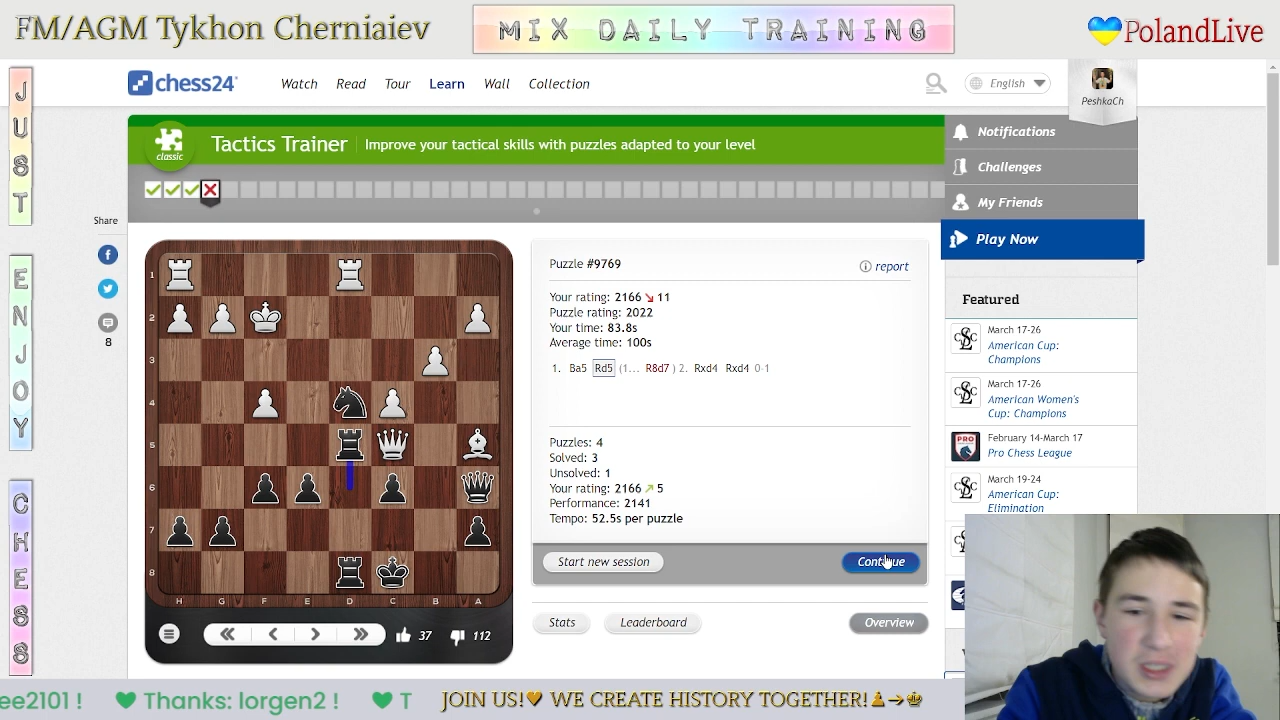 FM/AGM Tykhon Cherniaiev
MIX DAILY TRAINING
PolandLive
JUST
ENJOY
CHESS
chess24
Watch Read Tour Learn Wall Collection
English
PeshkaCh
classic
Tactics Trainer
Improve your tactical skills with puzzles adapted to your level
Notifications
Challenges
My Friends
Play Now
Share
8
1
2
3
4
5
6
7
8
H G F E D C B A
37 112
Puzzle #9769
report
Your rating: 2166 ↘ 11
Puzzle rating: 2022
Your time: 83.8s
Average time: 100s
1. Ba5 Rd5 (1... R8d7 ) 2. Rxd4 Rxd4 0-1
Puzzles: 4
Solved: 3
Unsolved: 1
Your rating: 2166 ↗ 5
Performance: 2141
Tempo: 52.5s per puzzle
Start new session
Continue
Stats
Leaderboard
Overview
Featured
March 17-26
American Cup:
Champions
March 17-26
American Women's
Cup: Champions
PRO
CHESS
February 14-March 17
Pro Chess League
March 19-24
American Cup:
Elimination
ee2101 ! Thanks: Iorgen2 ! T
JOIN US!♥ WE CREATE HISTORY TOGETHER!♟→♚